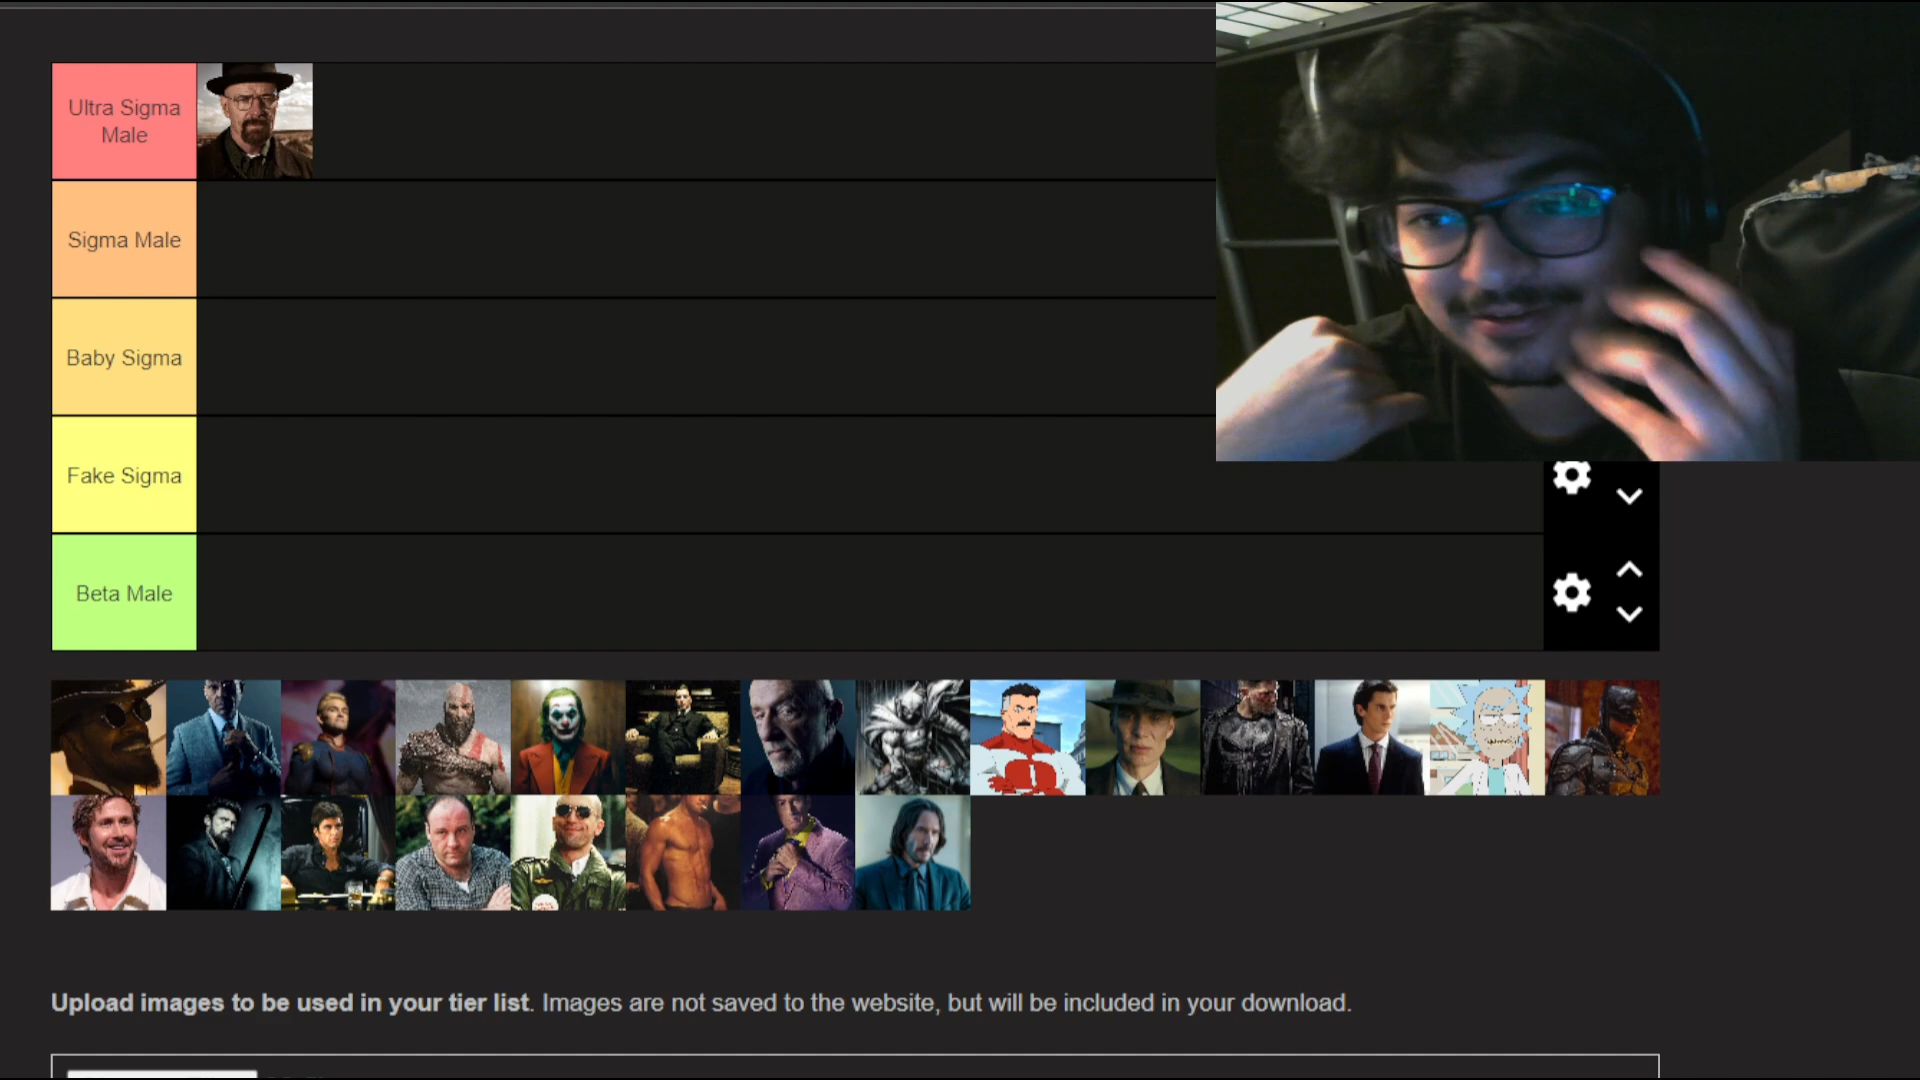 Ultra Sigma
Male
Sigma Male
Baby Sigma
Fake Sigma
Beta Male
Upload images to be used in your tier list. Images are not saved to the website, but will be included in your download.